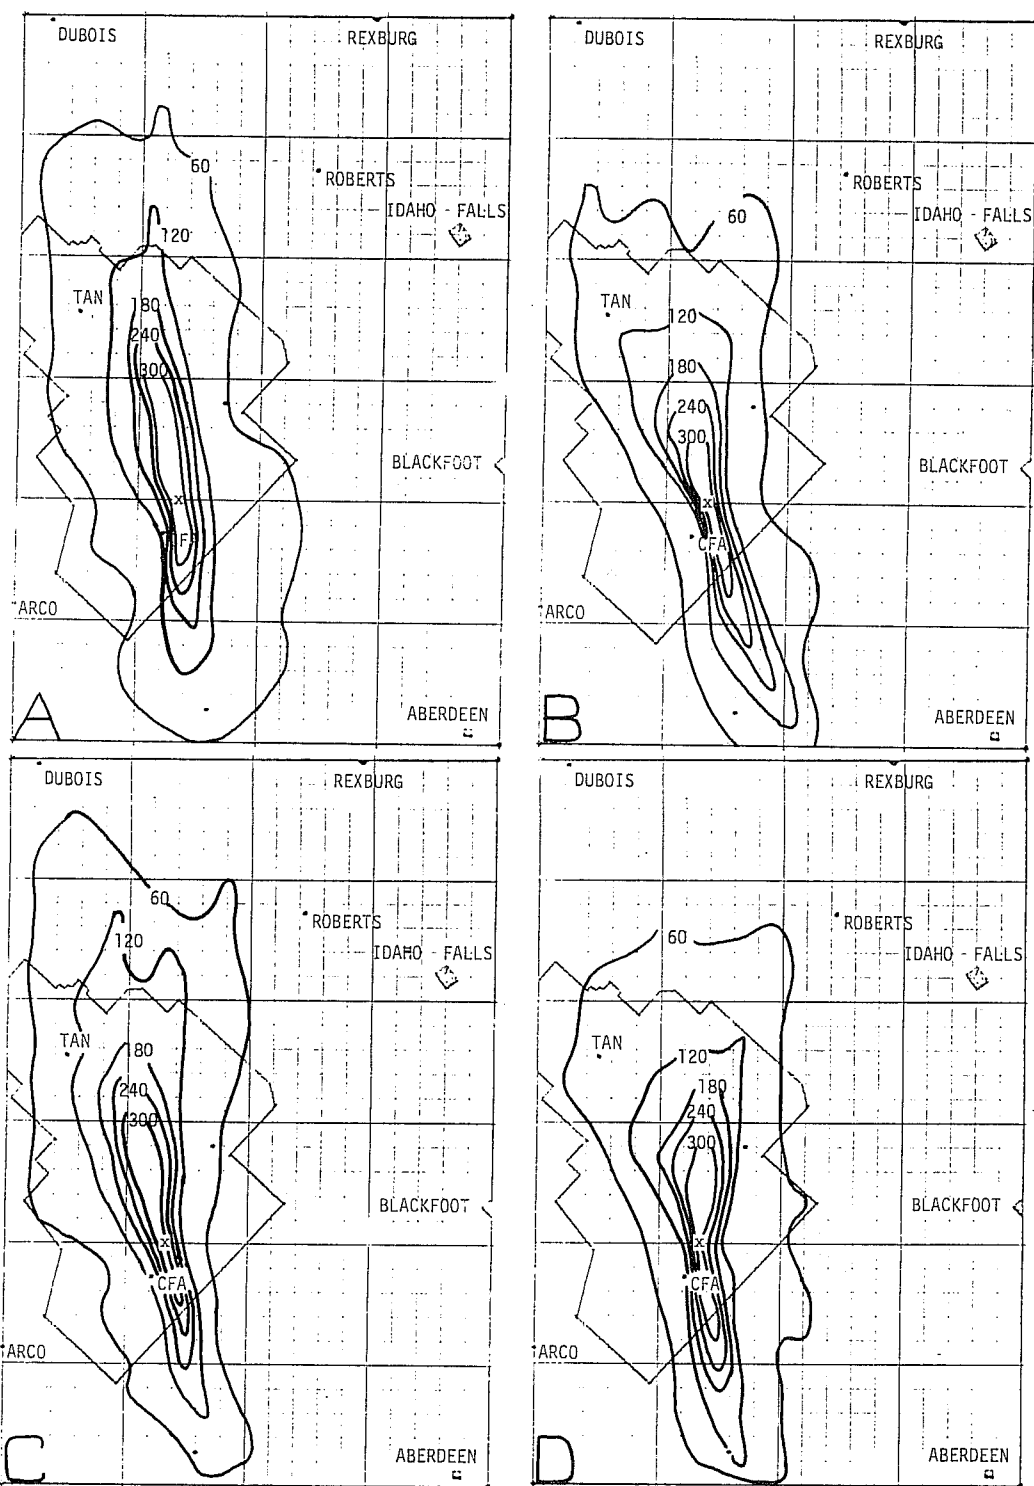 DUBOIS REXBURG
60
ROBERTS
IDAHO - FALLS
120
TAN
180
240
300
BLACKFOOT
x
ARCO
ABERDEEN
A
DUBOIS REXBURG
ROBERTS
60
IDAHO - FALLS
TAN
120
180
240
300
BLACKFOOT
x
CFA
ARCO
ABERDEEN
B
DUBOIS REXBURG
60
ROBERTS
120
IDAHO - FALLS
TAN
180
240
300
BLACKFOOT
x
CFA
ARCO
ABERDEEN
C
DUBOIS REXBURG
ROBERTS
60
IDAHO - FALLS
TAN
120
180
240
300
BLACKFOOT
x
CFA
ARCO
ABERDEEN
D